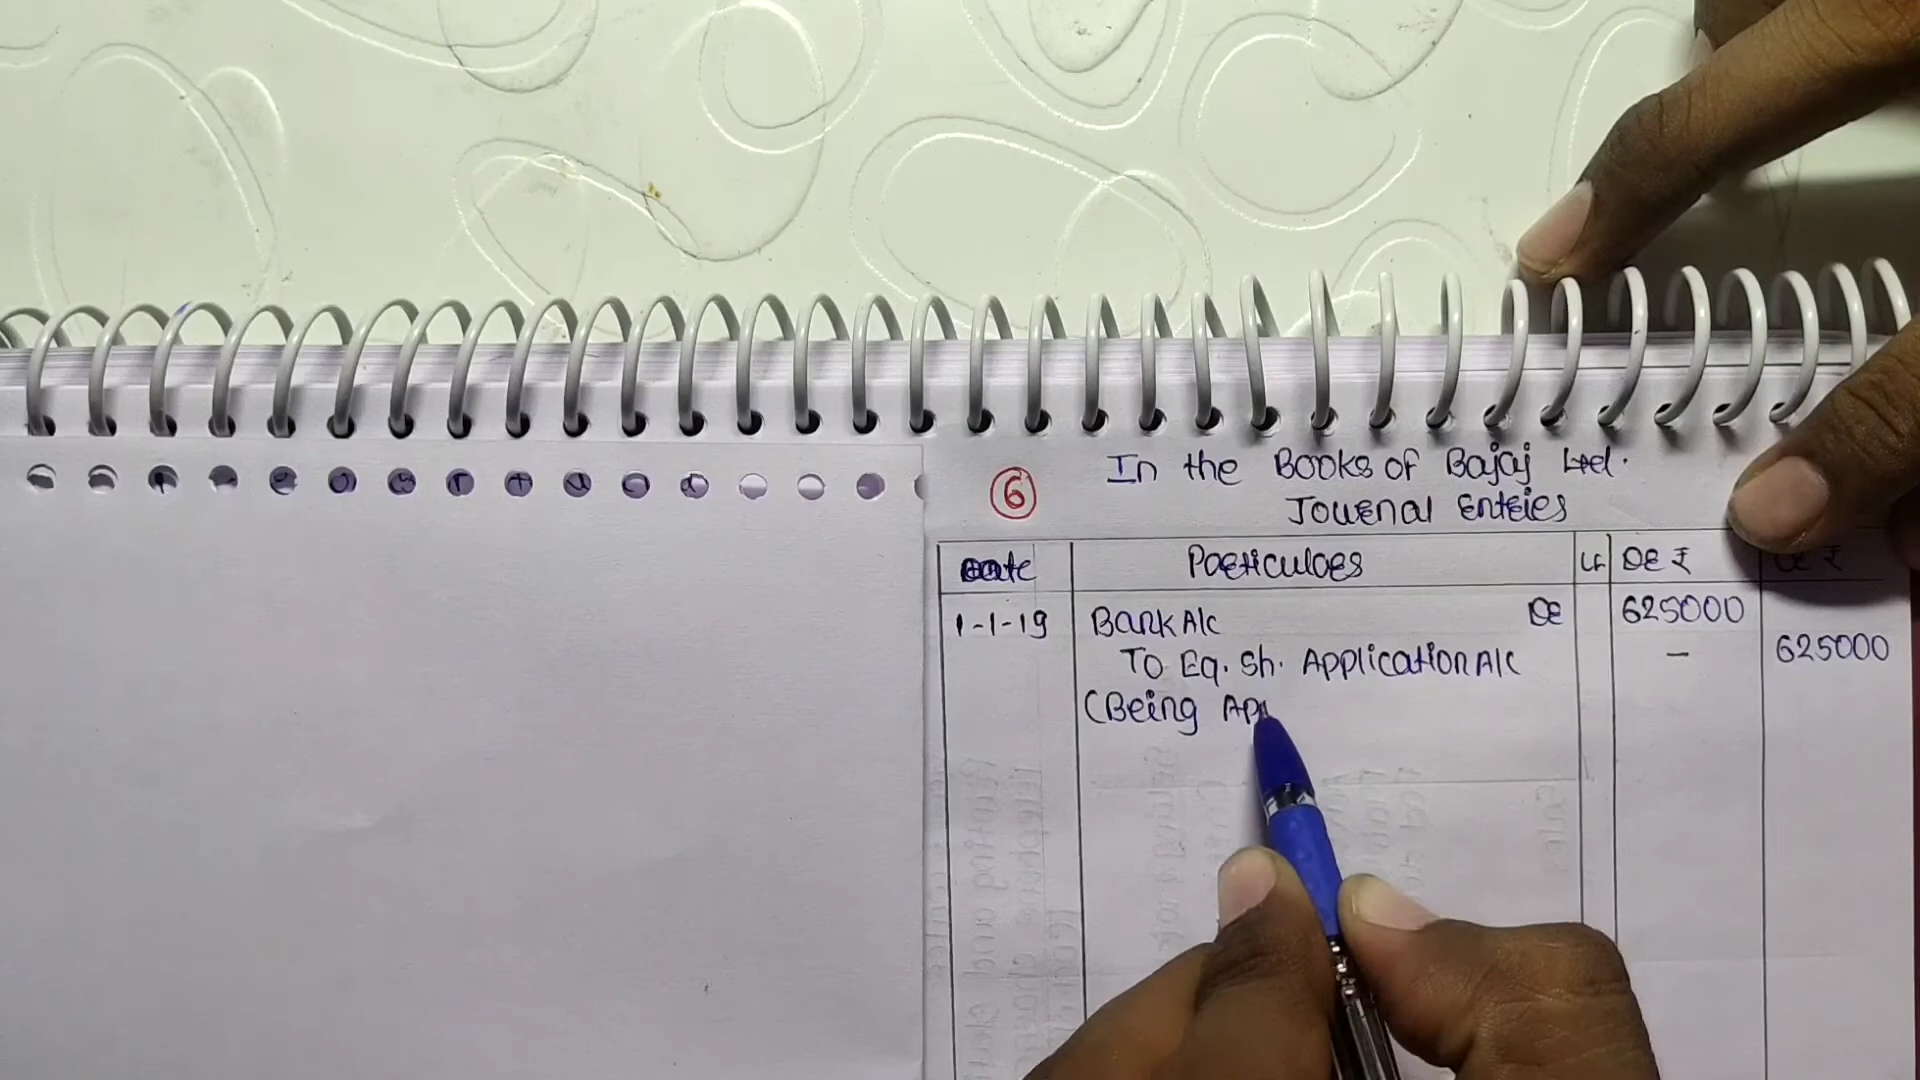 6
In the Books of Bajaj Ltd.
Journal Entries
Date Particulars LF Dr ₹ Cr ₹
1-1-19 Bank A/c Dr 625000
To Eq. Sh. Application A/c - 625000
(Being App